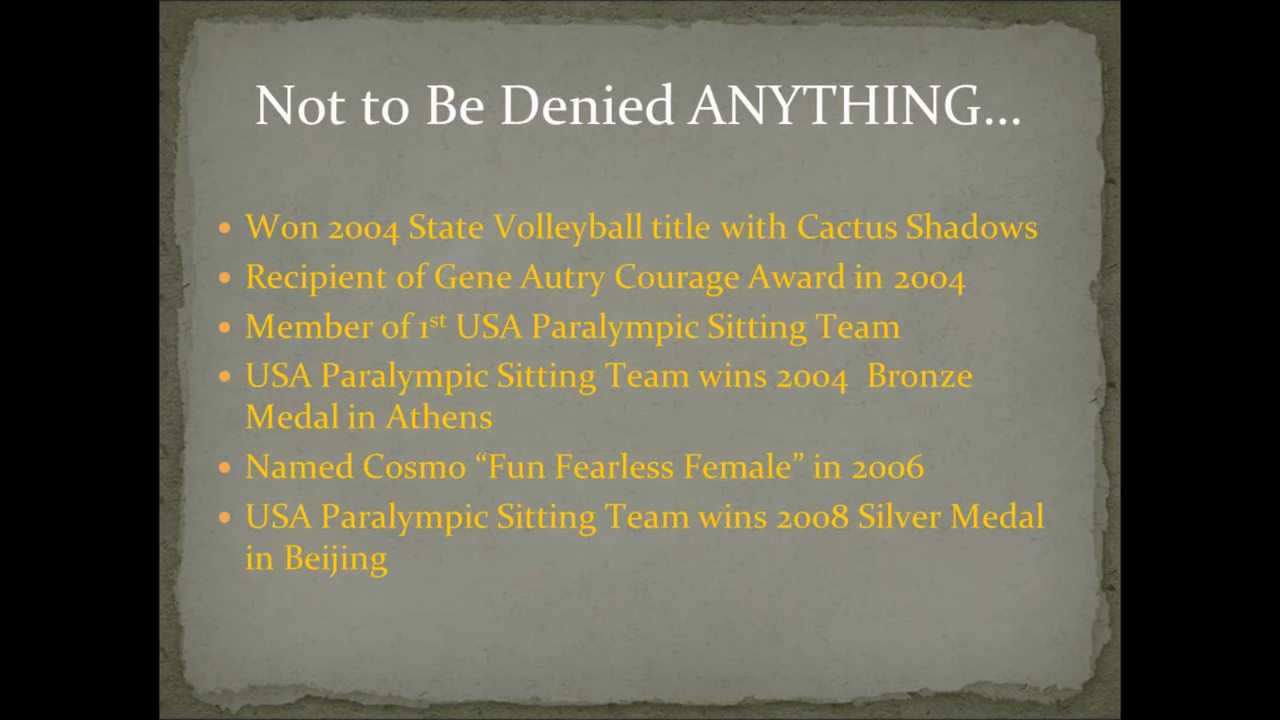 Not to Be Denied ANYTHING...
• Won 2004 State Volleyball title with Cactus Shadows
• Recipient of Gene Autry Courage Award in 2004
• Member of 1st USA Paralympic Sitting Team
• USA Paralympic Sitting Team wins 2004  Bronze
Medal in Athens
• Named Cosmo “Fun Fearless Female” in 2006
• USA Paralympic Sitting Team wins 2008 Silver Medal
in Beijing